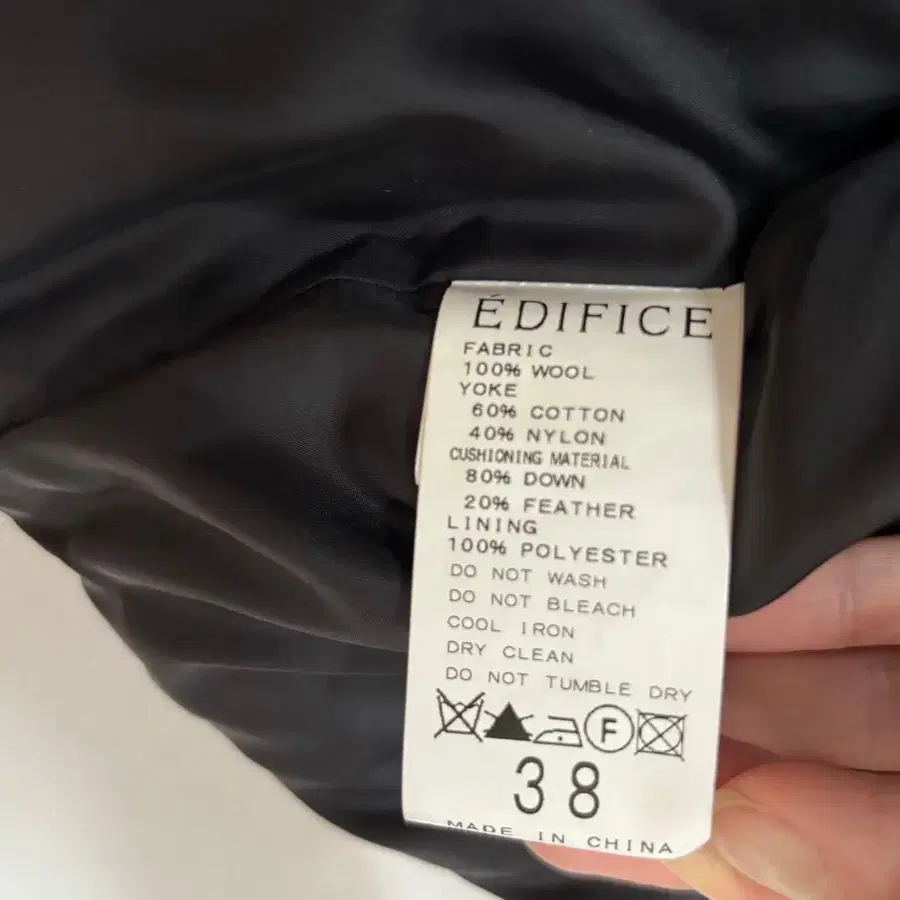 ÉDIFICE
FABRIC
100% WOOL
YOKE
60% COTTON
40% NYLON
CUSHIONING MATERIAL
80% DOWN
20% FEATHER
LINING
100% POLYESTER
DO NOT WASH
DO NOT BLEACH
COOL IRON
DRY CLEAN
DO NOT TUMBLE DRY
F
38
MADE IN CHINA